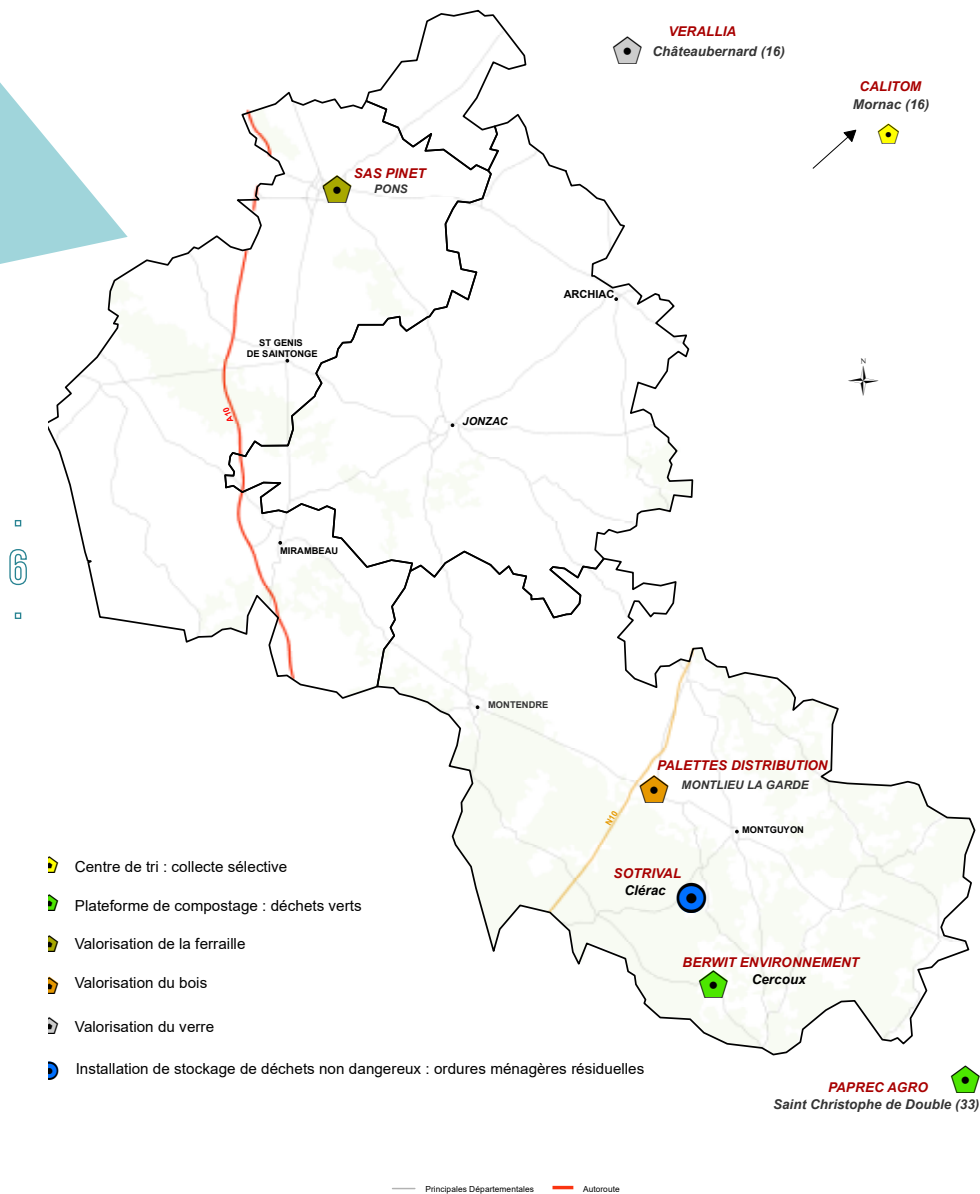 VERALLIA
Châteaubernard (16)
CALITOM
Mornac (16)
SAS PINET
PONS
ARCHIAC
ST GENIS
DE SAINTONGE
N
A10
JONZAC
6
MIRAMBEAU
MONTENDRE
PALETTES DISTRIBUTION
MONTLIEU LA GARDE
N10
MONTGUYON
SOTRIVAL
Clérac
BERWIT ENVIRONNEMENT
Cercoux
Centre de tri : collecte sélective
Plateforme de compostage : déchets verts
Valorisation de la ferraille
Valorisation du bois
Valorisation du verre
Installation de stockage de déchets non dangereux : ordures ménagères résiduelles
PAPREC AGRO
Saint Christophe de Double (33)
Principales Départementales
Autoroute